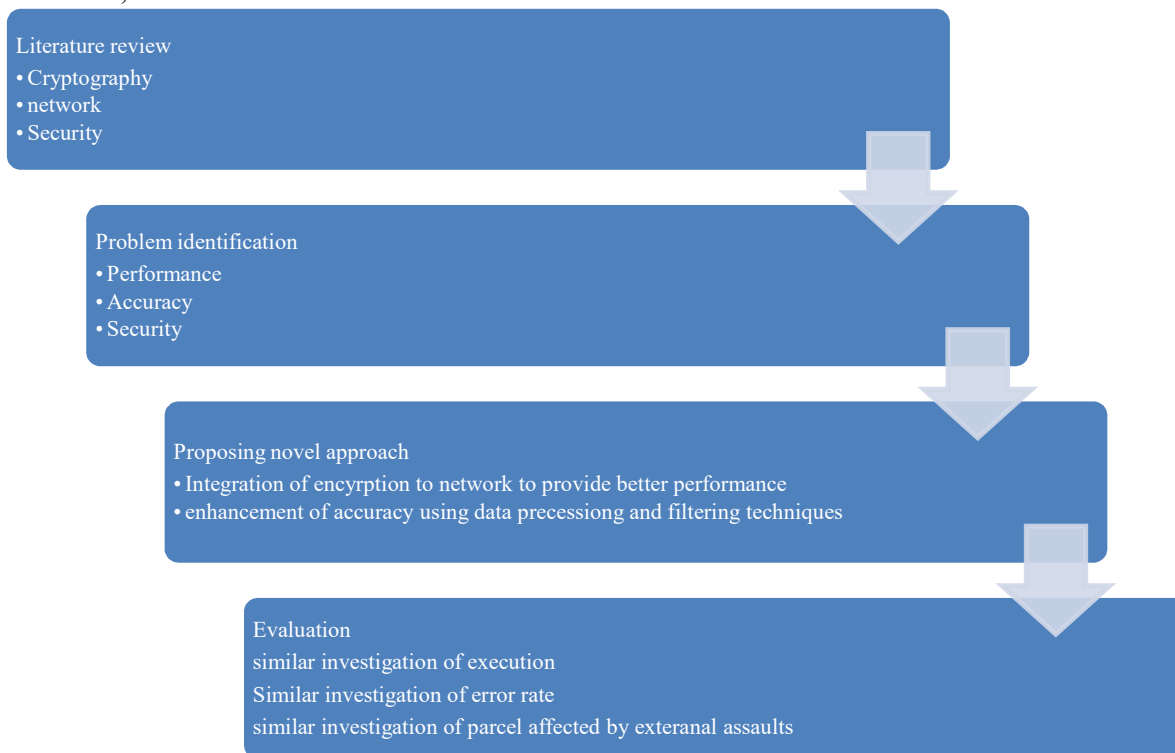 Literature review
• Cryptography
• network
• Security
Problem identification
• Performance
• Accuracy
• Security
Proposing novel approach
• Integration of encyrption to network to provide better performance
• enhancement of accuracy using data precessiong and filtering techniques
Evaluation
similar investigation of execution
Similar investigation of error rate
similar investigation of parcel affected by exteranal assaults